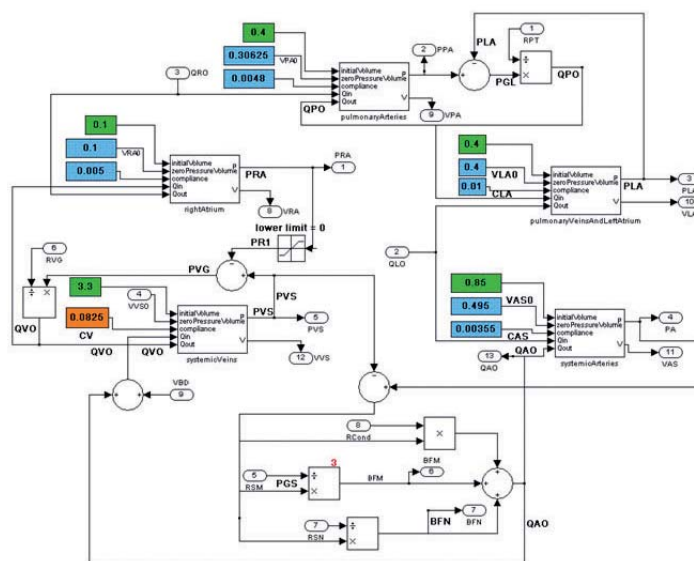 0.4
0.30625
VPA0
0.0048
QPO
initialVolume
zeroPressureVolume
compliance
Qin
Qout
P
V
pulmonaryArteries
2
PPA
9
VPA
PLA
PGL
1
RPT
÷
×
QPO
3
QRO
0.1
0.1
VRA0
0.005
initialVolume
zeroPressureVolume
compliance
Qin
Qout
P
V
rightAtrium
PRA
1
PRA
8
VRA
lower limit = 0
PR1
0.4
0.4
VLA0
0.01
CLA
initialVolume
zeroPressureVolume
compliance
Qin
Qout
P
V
pulmonaryVeinsAndLeftAtrium
PLA
3
PLA
10
VLA
2
QLO
6
RVG
÷
×
QVO
PVG
3.3
4
VVS0
0.0825
CV
QVO
QVO
initialVolume
zeroPressureVolume
compliance
Qin
Qout
P
V
systemicVeins
PVS
PVS
5
PVS
12
VVS
VBD
9
0.85
0.495
VAS0
0.00355
CAS
QAO
13
QAO
initialVolume
zeroPressureVolume
compliance
Qin
Qout
P
V
systemicArteries
4
PA
11
VAS
8
RCond
×
BFM
6
3
5
RSM
PGS
÷
×
BFM
7
RSN
÷
×
BFN
7
BFN
QAO